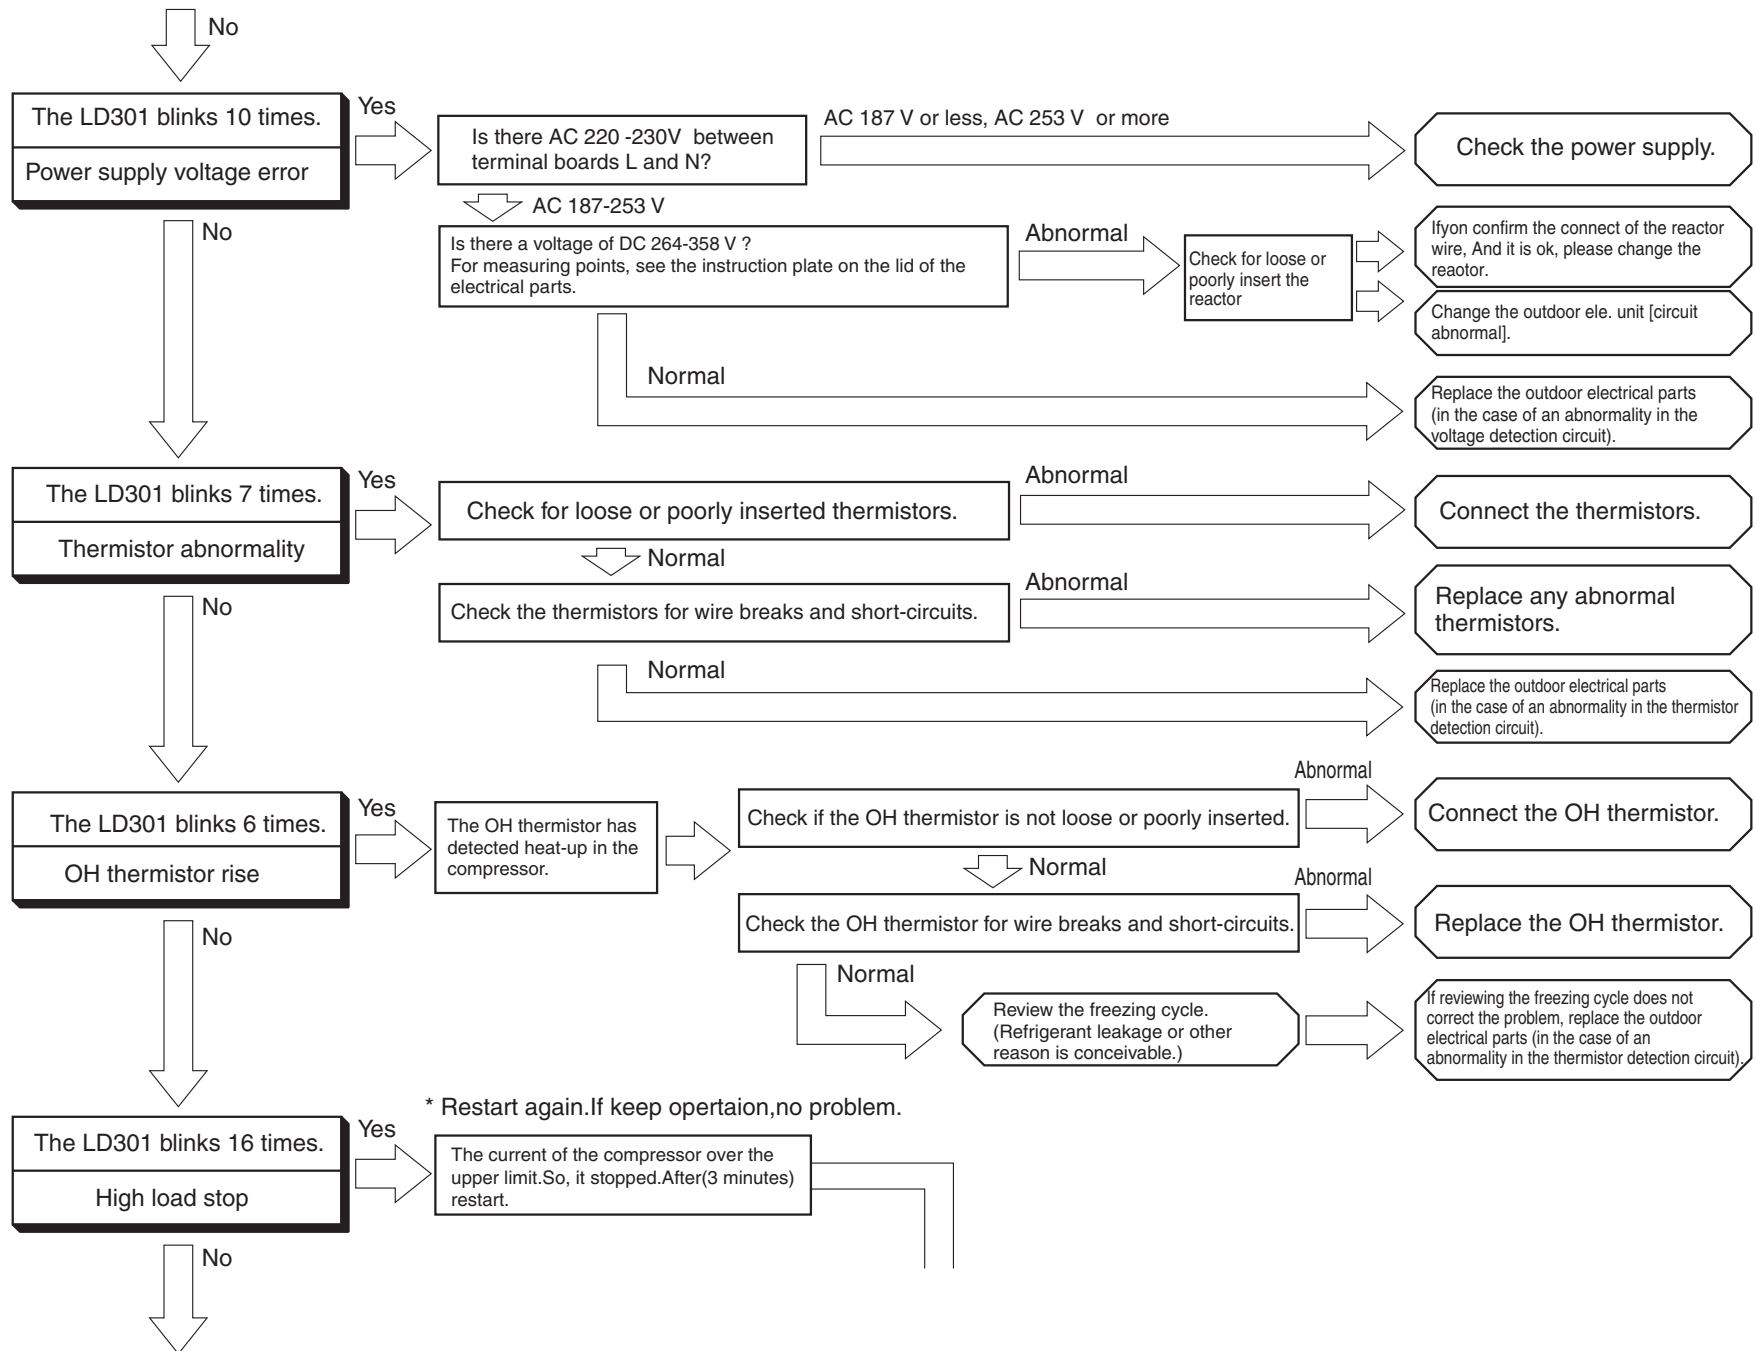 No
The LD301 blinks 10 times.
Power supply voltage error
Yes
Is there AC 220 -230V between
terminal boards L and N?
AC 187 V or less, AC 253 V or more
Check the power supply.
AC 187-253 V
No
Is there a voltage of DC 264-358 V ?
For measuring points, see the instruction plate on the lid of the
electrical parts.
Abnormal
Check for loose or
poorly insert the
reactor
Ifyon confirm the connect of the reactor
wire, And it is ok, please change the
reaotor.
Change the outdoor ele. unit [circuit
abnormal].
Normal
Replace the outdoor electrical parts
(in the case of an abnormality in the
voltage detection circuit).
The LD301 blinks 7 times.
Thermistor abnormality
Yes
Check for loose or poorly inserted thermistors.
Abnormal
Connect the thermistors.
Normal
No
Check the thermistors for wire breaks and short-circuits.
Abnormal
Replace any abnormal
thermistors.
Normal
Replace the outdoor electrical parts
(in the case of an abnormality in the thermistor
detection circuit).
The LD301 blinks 6 times.
OH thermistor rise
Yes
The OH thermistor has
detected heat-up in the
compressor.
Check if the OH thermistor is not loose or poorly inserted.
Abnormal
Connect the OH thermistor.
Normal
No
Check the OH thermistor for wire breaks and short-circuits.
Abnormal
Replace the OH thermistor.
Normal
Review the freezing cycle.
(Refrigerant leakage or other
reason is conceivable.)
If reviewing the freezing cycle does not
correct the problem, replace the outdoor
electrical parts (in the case of an
abnormality in the thermistor detection circuit).
* Restart again.If keep opertaion,no problem.
The LD301 blinks 16 times.
High load stop
Yes
The current of the compressor over the
upper limit.So, it stopped.After(3 minutes)
restart.
No